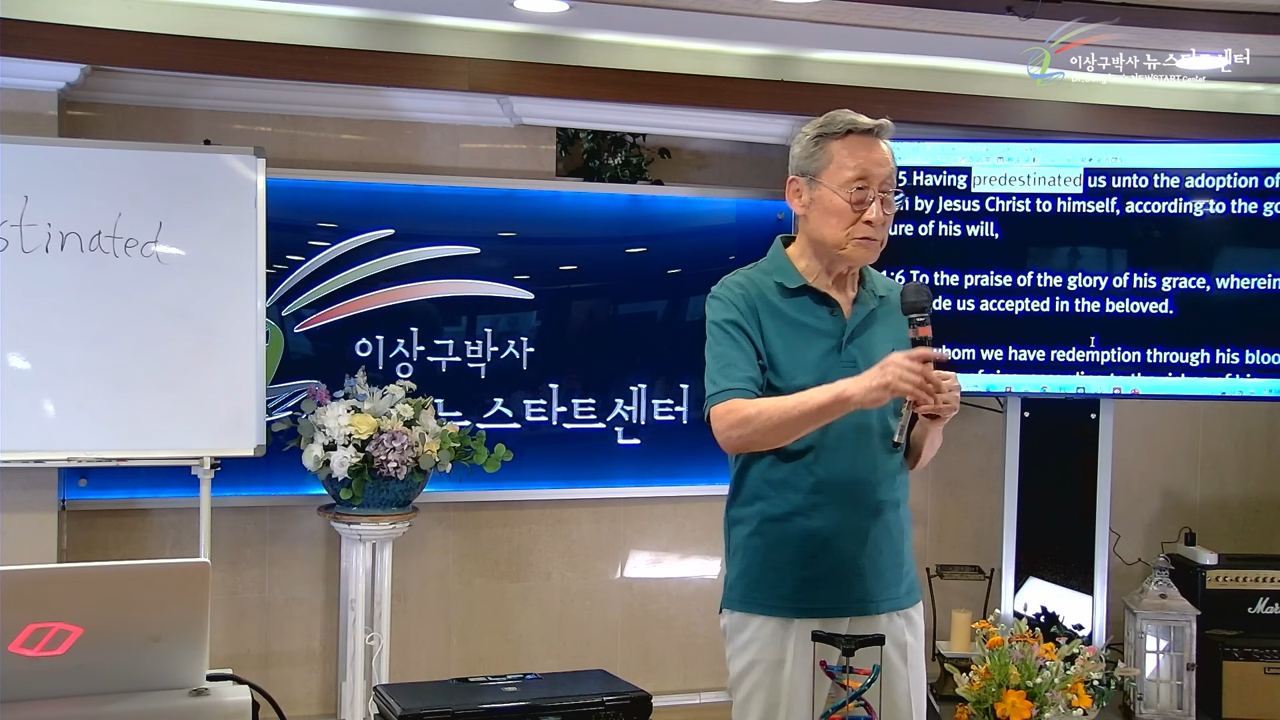 이상구박사 뉴스타트센터
stinated
5 Having predestinated us unto the adoption of
by Jesus Christ to himself, according to the
ure of his will,
1:6 To the praise of the glory of his grace, wherein
de us accepted in the beloved.
whom we have redemption through his bloo
이상구박사
뉴스타트센터
Mar